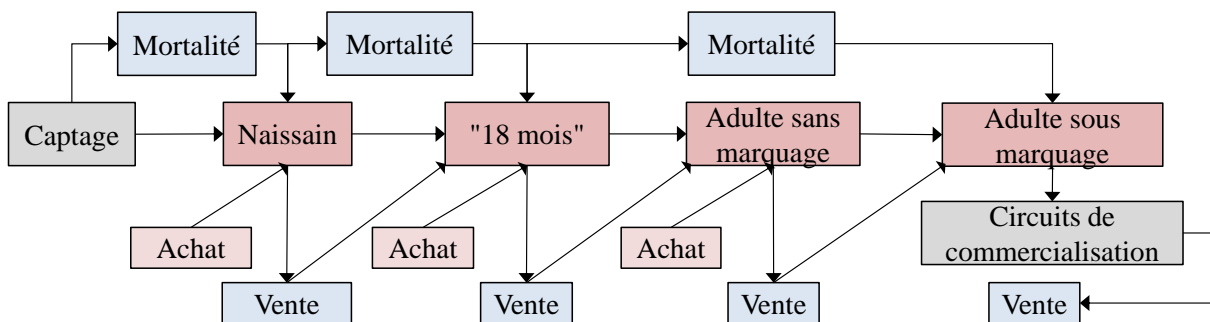 Mortalité
Mortalité
Mortalité
Captage
Naissain
"18 mois"
Adulte sans
marquage
Adulte sous
marquage
Achat
Achat
Achat
Circuits de
commercialisation
Vente
Vente
Vente
Vente